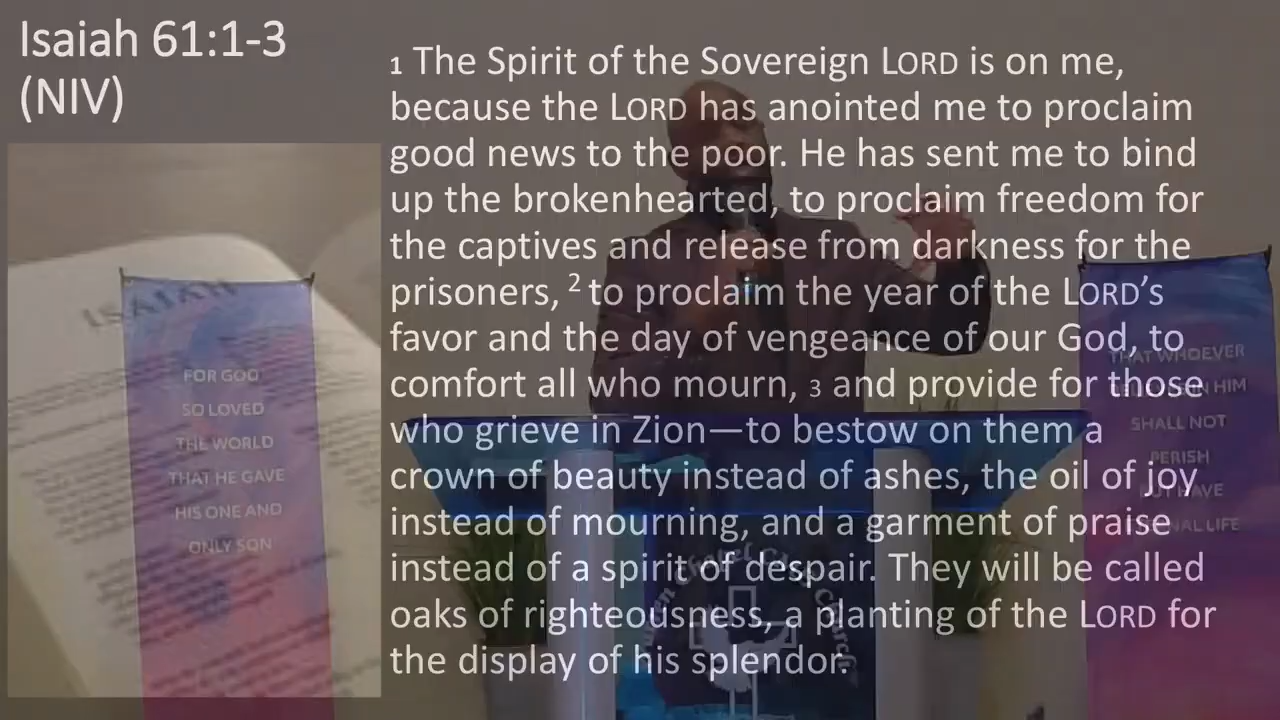 Isaiah 61:1-3
(NIV)
1 The Spirit of the Sovereign LORD is on me,
because the LORD has anointed me to proclaim
good news to the poor. He has sent me to bind
up the brokenhearted, to proclaim freedom for
the captives and release from darkness for the
prisoners, 2 to proclaim the year of the LORD’S
favor and the day of vengeance of our God, to
comfort all who mourn, 3 and provide for those
who grieve in Zion—to bestow on them a
crown of beauty instead of ashes, the oil of joy
instead of mourning, and a garment of praise
instead of a spirit of despair. They will be called
oaks of righteousness, a planting of the LORD for
the display of his splendor.
ISAIAH
FOR GOD
SO LOVED
THE WORLD
THAT HE GAVE
HIS ONE AND
ONLY SON
THAT WHOEVER
HIM
SHALL NOT
PERISH
HAVE
LIFE
Church